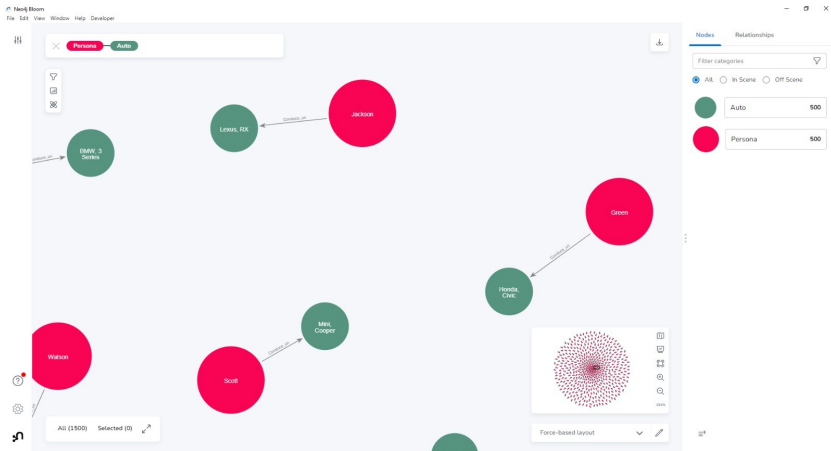 Neo4j Bloom
File Edit View Window Help Developer
Persona Auto
Nodes Relationships
Filter categories
All In Scene Off Scene
Auto 500
Persona 500
Jackson
Lexus, RX
BMW, 3
Series
Green
Honda,
Civic
Mini,
Cooper
Watson
Scott
All (1500) Selected (0)
Force-based layout